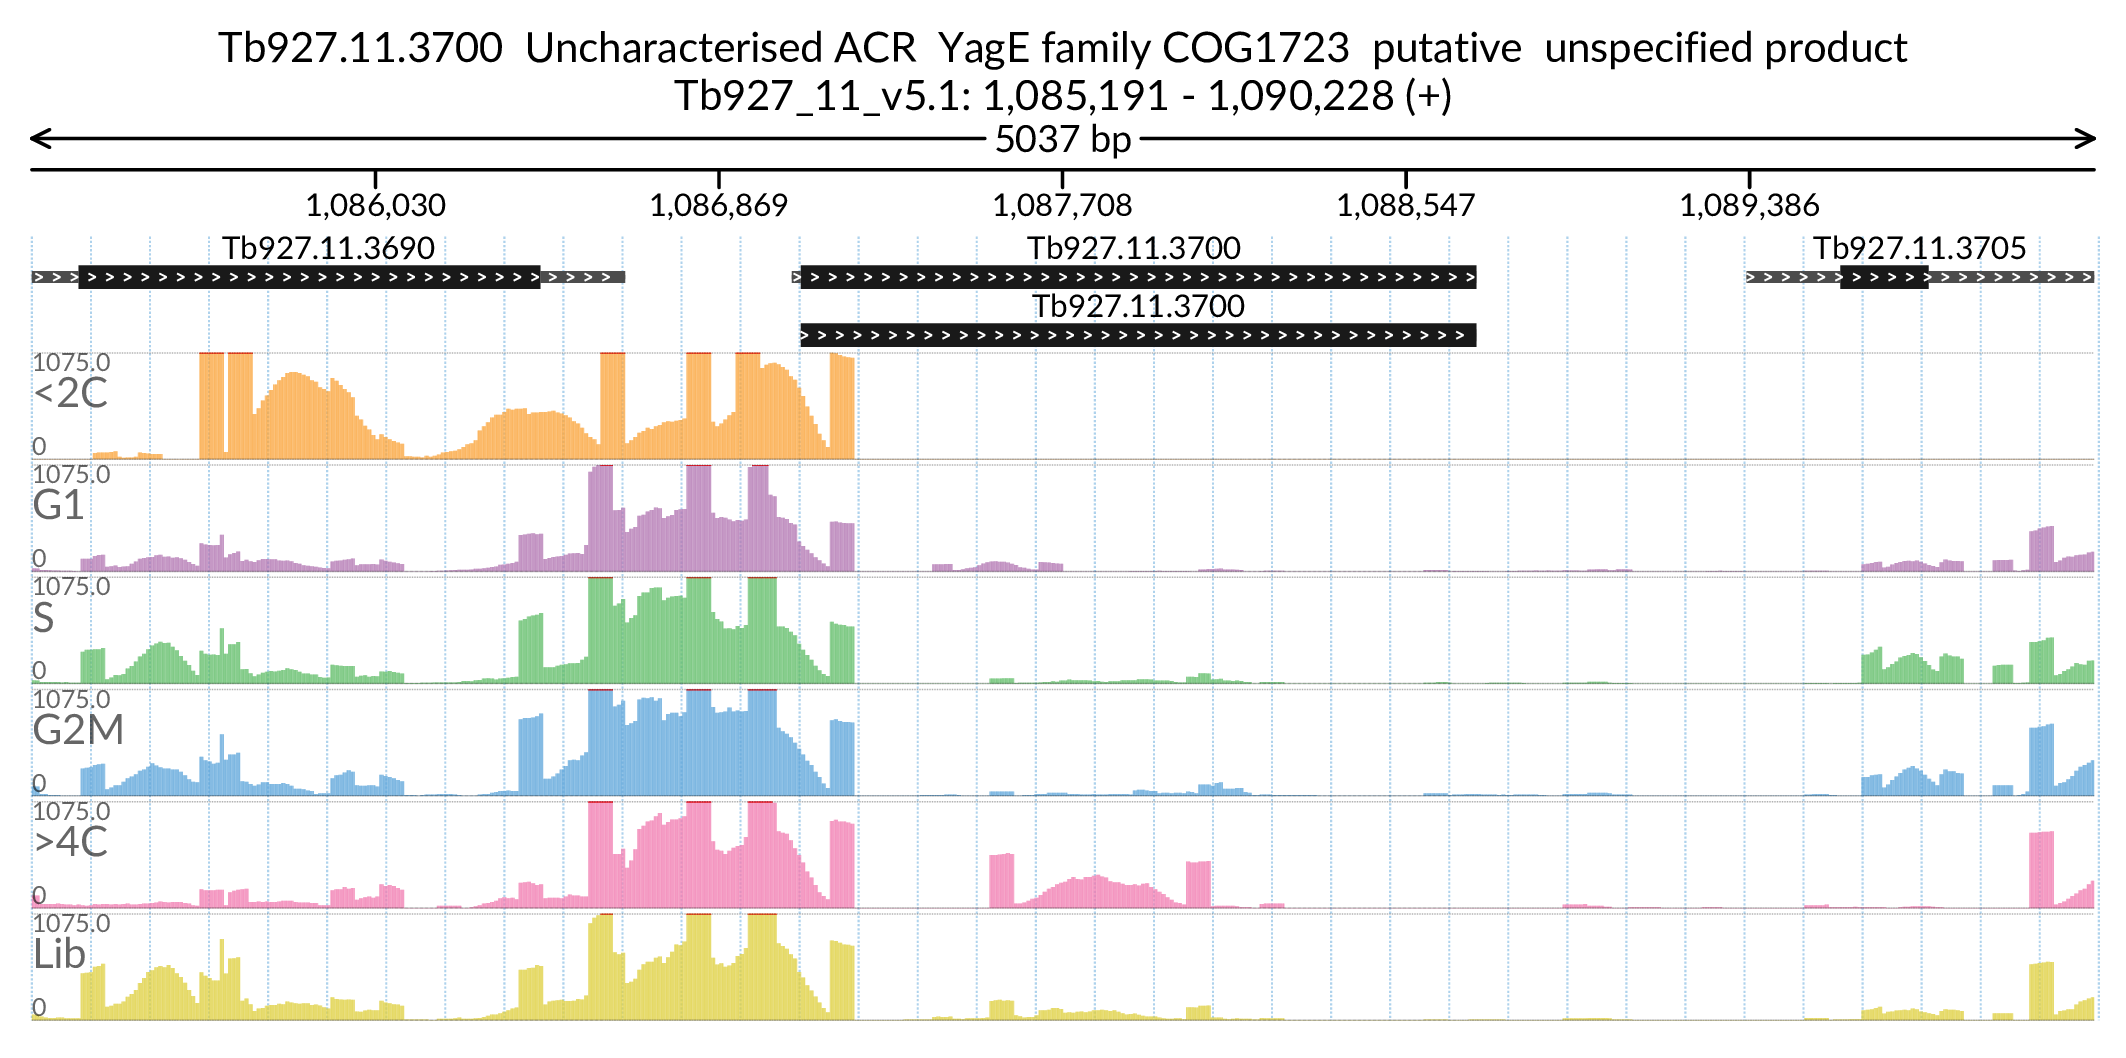 Tb927.11.3700  Uncharacterised ACR  YagE family COG1723  putative  unspecified product
Tb927_11_v5.1: 1,085,191 - 1,090,228 (+)
5037 bp
1,086,030 1,086,869 1,087,708 1,088,547 1,089,386
Tb927.11.3690 Tb927.11.3700 Tb927.11.3705
Tb927.11.3700
1075.0
<2C
0
1075.0
G1
0
1075.0
S
0
1075.0
G2M
0
1075.0
>4C
0
1075.0
Lib
0